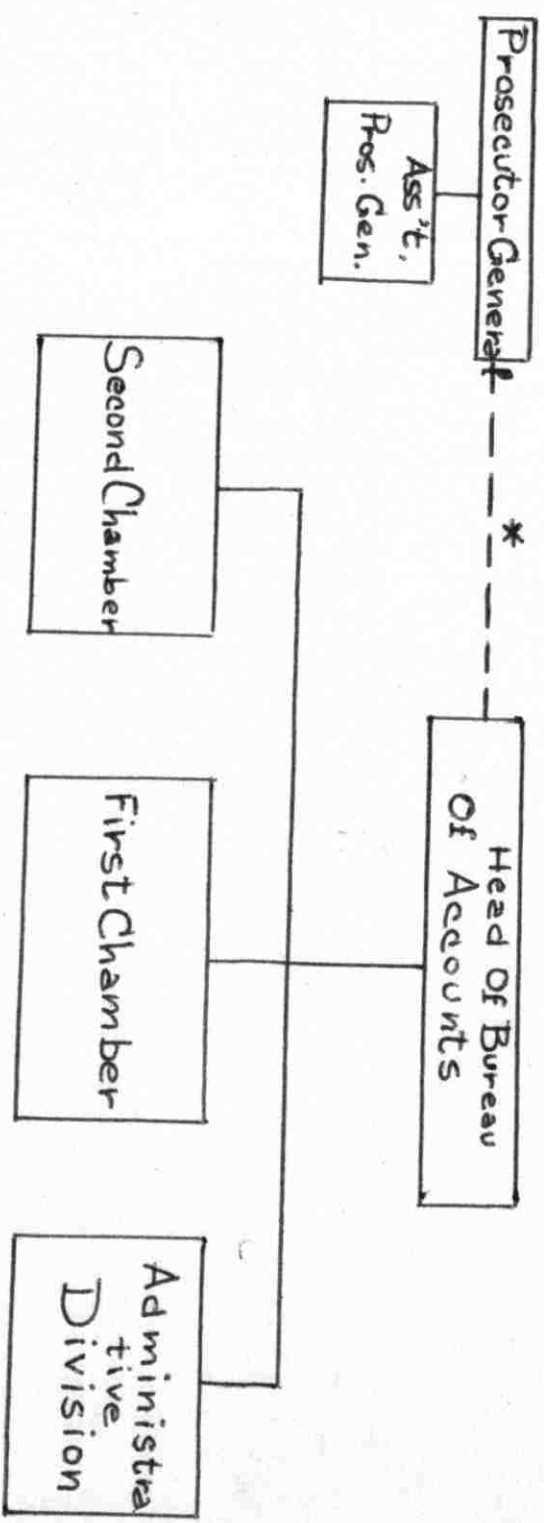 Prosecutor General
*
Head Of Bureau
Of Accounts
Ass't.
Pros. Gen.
Second Chamber
First Chamber
Administra
tive
Division